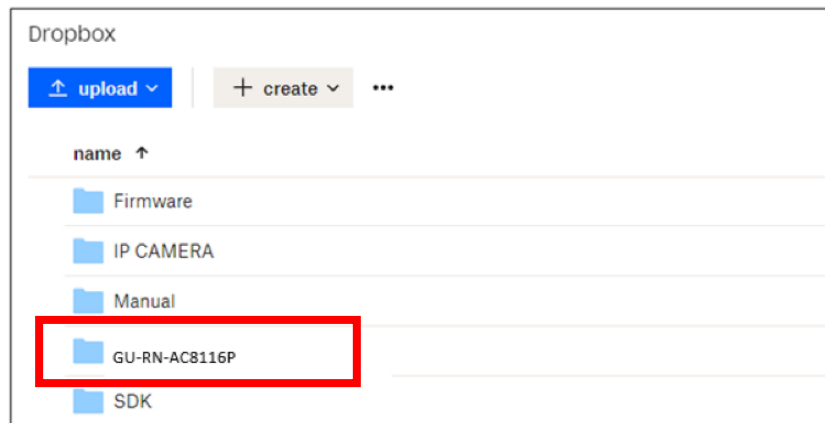 Dropbox
upload + create •••
name ↑
Firmware
IP CAMERA
Manual
GU-RN-AC8116P
SDK